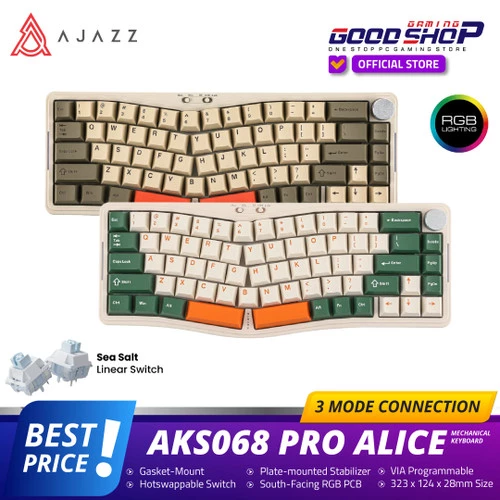 AJAZZ
GAMING
GOODSHOP
ONE STOP PC GAMING STORE
OFFICIAL STORE
RGB
LIGHTING
Sea Salt
Linear Switch
3 MODE CONNECTION
BEST
PRICE!
AKS068 PRO ALICE
MECHANICAL
KEYBOARD
• Gasket-Mount
• Hotswappable Switch
• Plate-mounted Stabilizer
• South-Facing RGB PCB
• VIA Programmable
• 323 x 124 x 28mm Size